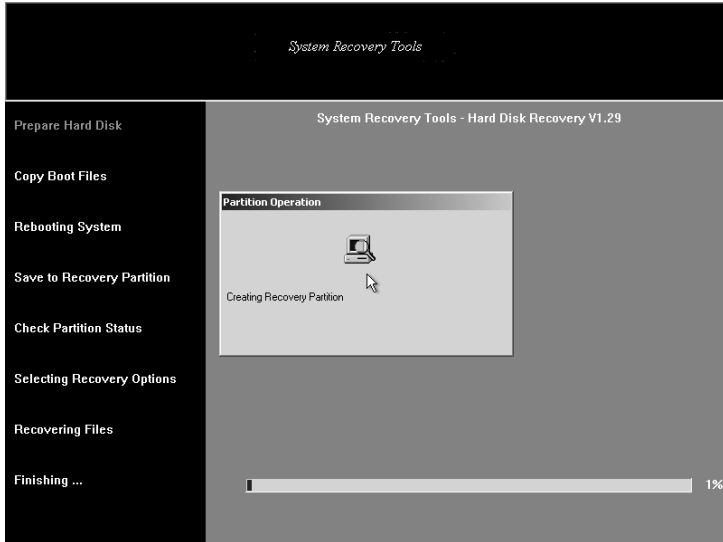 System Recovery Tools
System Recovery Tools - Hard Disk Recovery V1.29
Prepare Hard Disk
Copy Boot Files
Rebooting System
Save to Recovery Partition
Check Partition Status
Selecting Recovery Options
Recovering Files
Finishing ...
Partition Operation
Creating Recovery Partition
1%